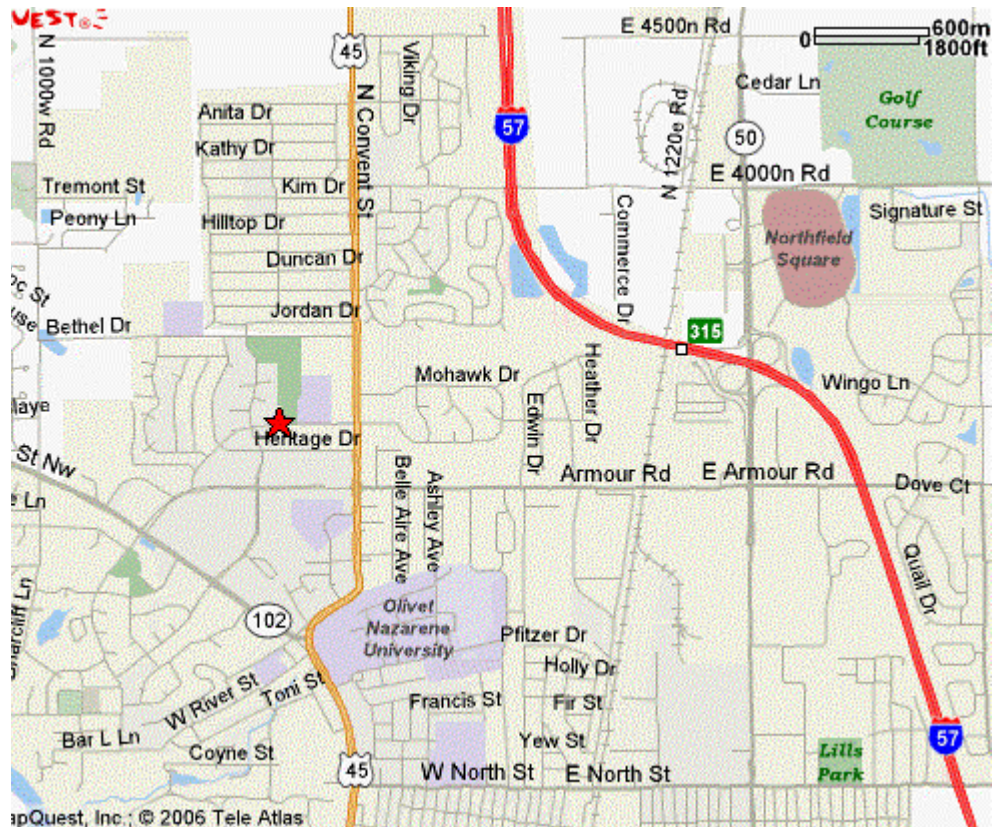 VEST®
E 4500n Rd
600m
0
1800ft
45
N 1000w Rd
Viking Dr
Cedar Ln
Golf
Course
Anita Dr
N Convent St
57
N 1220e Rd
50
Kathy Dr
E 4000n Rd
Tremont St
Kim Dr
Peony Ln
Hilltop Dr
Commerce Dr
Signature St
Northfield
Square
Duncan Dr
Jordan Dr
Bethel Dr
315
Mohawk Dr
Heather Dr
Wingo Ln
Edwin Dr
Heritage Dr
St Nw
Belle Aire Ave
Ashley Ave
Armour Rd
E Armour Rd
Dove Ct
e Ln
Quail Dr
102
Olivet
Nazarene
University
Pfitzer Dr
Holly Dr
W River St
Toni St
Francis St
Fir St
Bar L Ln
Coyne St
Yew St
57
45
W North St
E North St
Lills
Park
apQuest, Inc.; © 2006 Tele Atlas